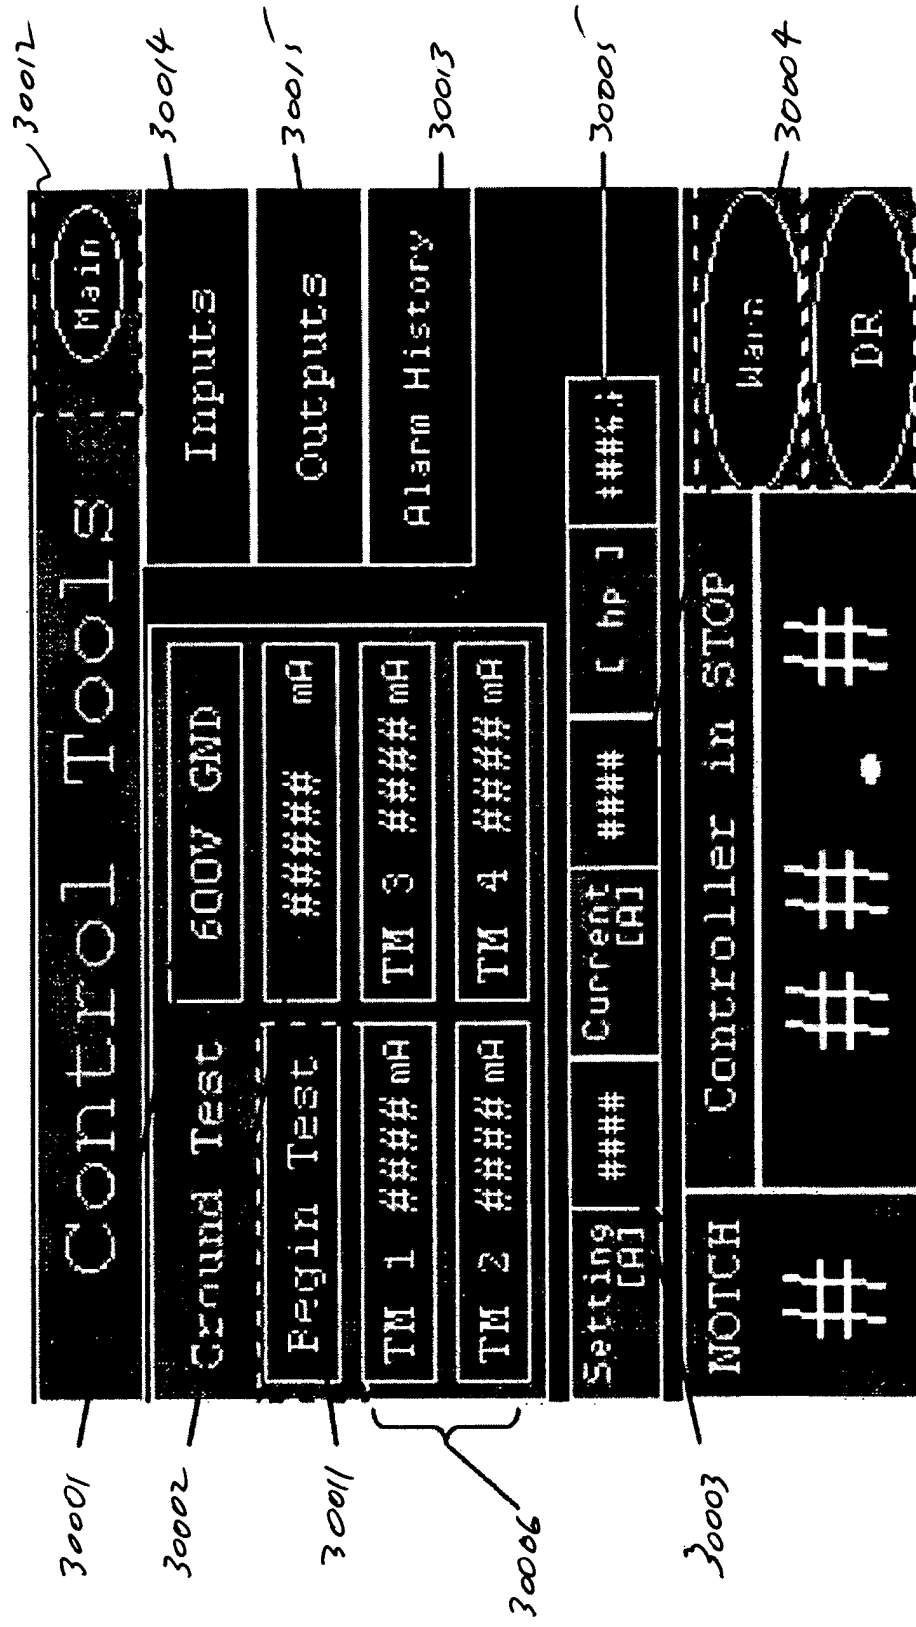 30012
30014
30015
30013
30005
30004
Control Tools
Main
Ground Test
600V GND
Inputs
Begin Test
##### mA
Outputs
TM 1 ####mA
TM 3 ####mA
Alarm History
TM 2 ####mA
TM 4 ####mA
Setting [A]
####
Current [A]
####
[ hp ]
NOTCH
Controller in STOP
Warn
#
##.#
DR
30001
30002
30011
30006
30003